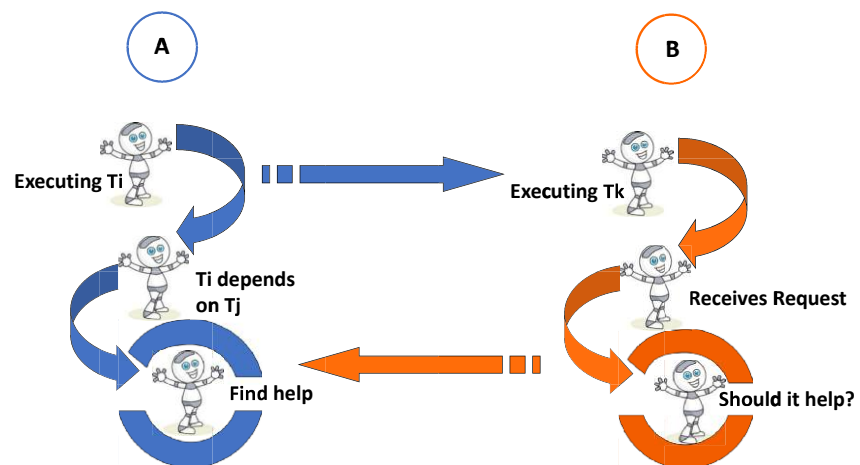 A
B
Executing Ti
Executing Tk
Ti depends
on Tj
Receives Request
Find help
Should it help?